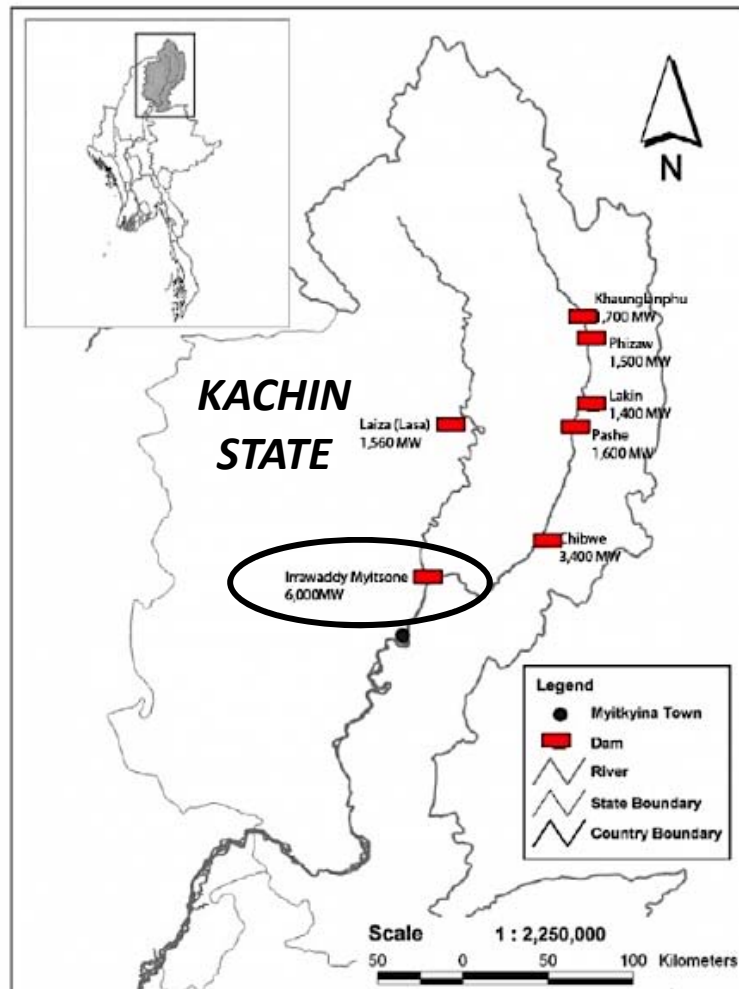 N
Khaunglanphu
1,700 MW
Phizaw
1,500 MW
KACHIN
STATE
Lakin
1,400 MW
Laiza (Lasa)
1,560 MW
Pashe
1,600 MW
Chibwe
3,400 MW
Irrawaddy Myitsone
6,000MW
Legend
Myitkyina Town
Dam
River
State Boundary
Country Boundary
Scale 1 : 2,250,000
50 0 50 100 Kilometers